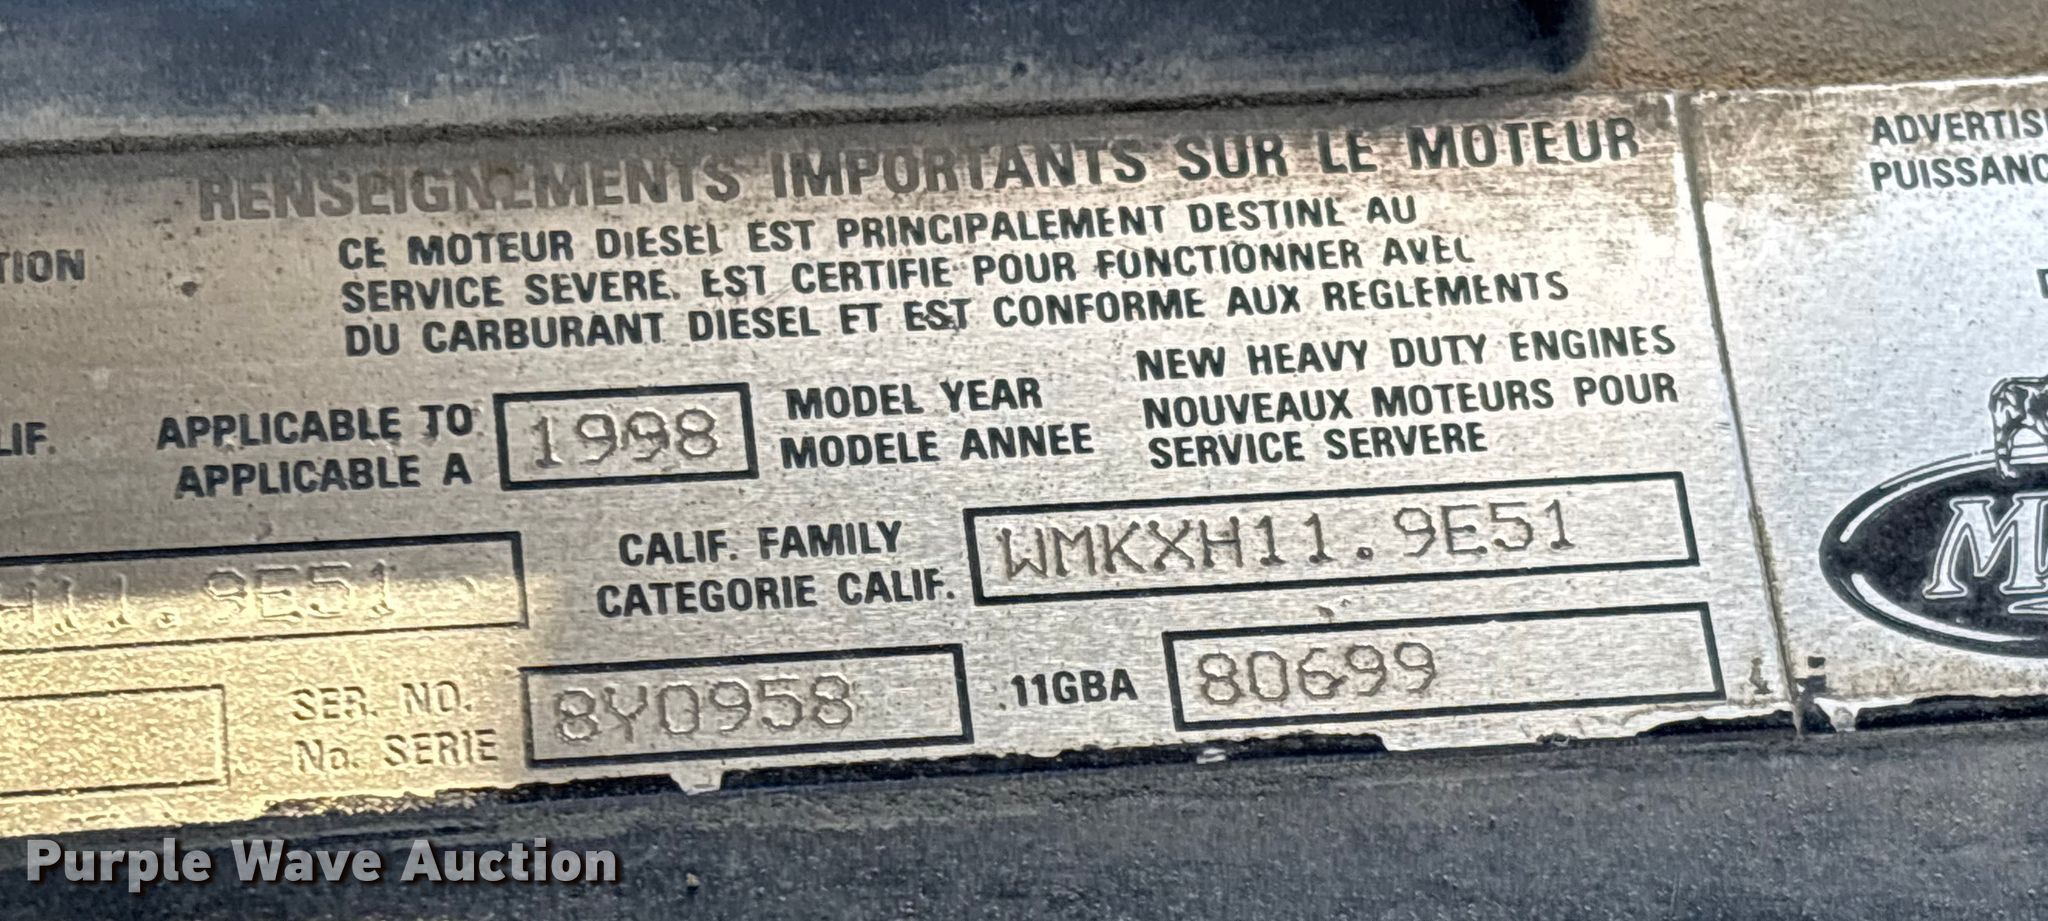 RENSEIGNEMENTS IMPORTANTS SUR LE MOTEUR
CE MOTEUR DIESEL EST PRINCIPALEMENT DESTINE AU
SERVICE SEVERE. EST CERTIFIE POUR FONCTIONNER AVEC
DU CARBURANT DIESEL ET EST CONFORME AUX REGLEMENTS
TION
LIF.
APPLICABLE TO
APPLICABLE A
1998
MODEL YEAR
MODELE ANNEE
NEW HEAVY DUTY ENGINES
NOUVEAUX MOTEURS POUR
SERVICE SERVERE
H11.9E51
CALIF. FAMILY
CATEGORIE CALIF.
WMKXH11.9E51
SER. NO.
No. SERIE
8Y0958
11GBA
80699
ADVERTIS
PUISSANC
M
Purple Wave Auction